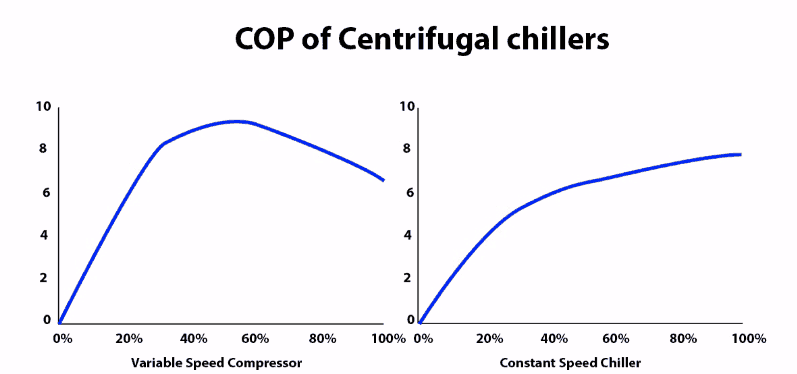 COP of Centrifugal chillers
10
8
6
4
2
0
0% 20% 40% 60% 80% 100%
Variable Speed Compressor
10
8
6
4
2
0
0% 20% 40% 60% 80% 100%
Constant Speed Chiller